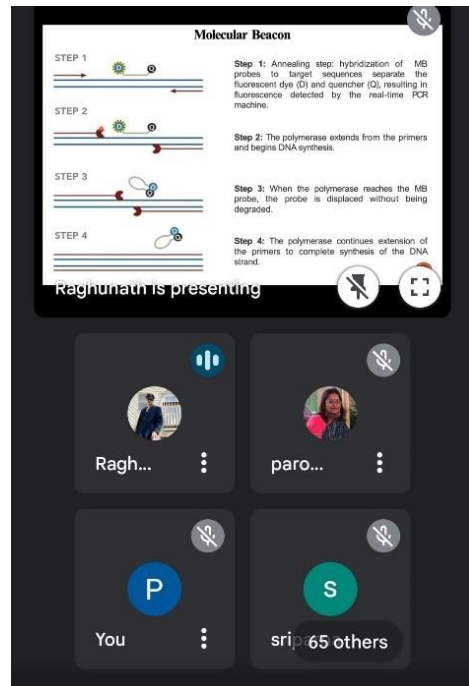 Molecular Beacon
STEP 1
Step 1: Annealing step: hybridization of MB
probes to target sequences separate the
fluorescent dye (D) and quencher (Q), resulting in
fluorescence detected by the real-time PCR
machine.
STEP 2
Step 2: The polymerase extends from the primers
and begins DNA synthesis.
STEP 3
Step 3: When the polymerase reaches the MB
probe, the probe is displaced without being
degraded.
STEP 4
Step 4: The polymerase continues extension of
the primers to complete synthesis of the DNA
strand.
Raghunath is presenting
Ragh...
paro...
P
You
S
65 others